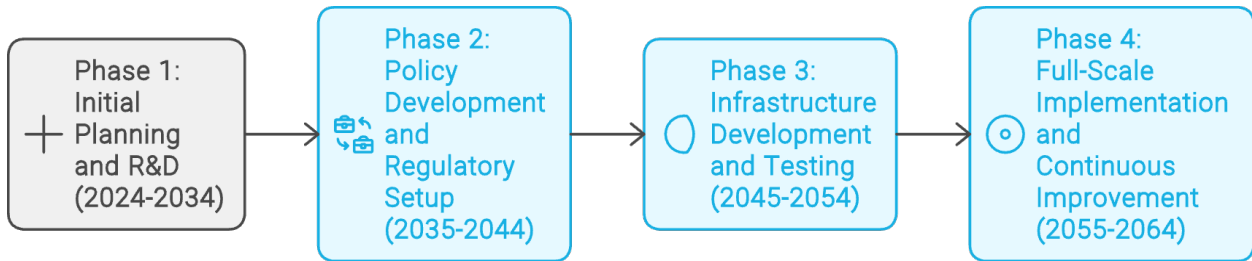 Phase 1:
Initial
Planning
and R&D
(2024-2034)
Phase 2:
Policy
Development
and
Regulatory
Setup
(2035-2044)
Phase 3:
Infrastructure
Development
and Testing
(2045-2054)
Phase 4:
Full-Scale
Implementation
and
Continuous
Improvement
(2055-2064)